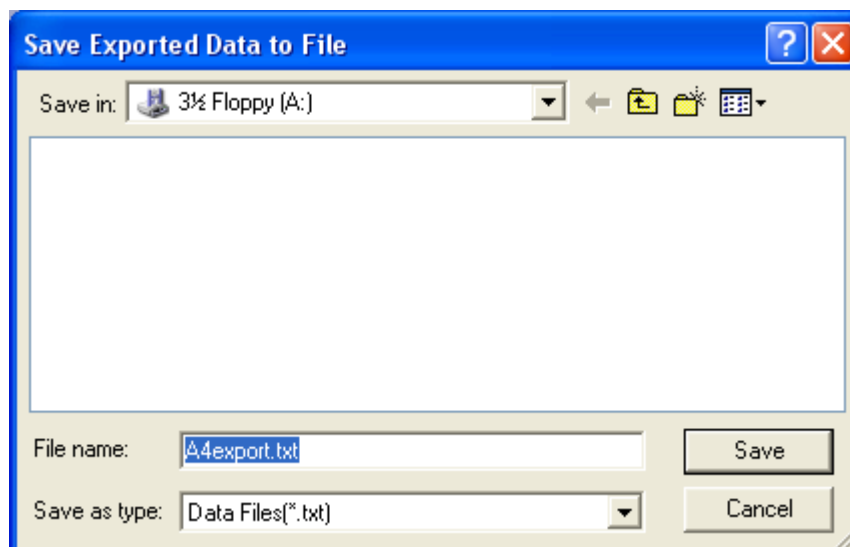 Save Exported Data to File
Save in: 3½ Floppy (A:)
File name: A4export.txt Save
Save as type: Data Files(*.txt) Cancel